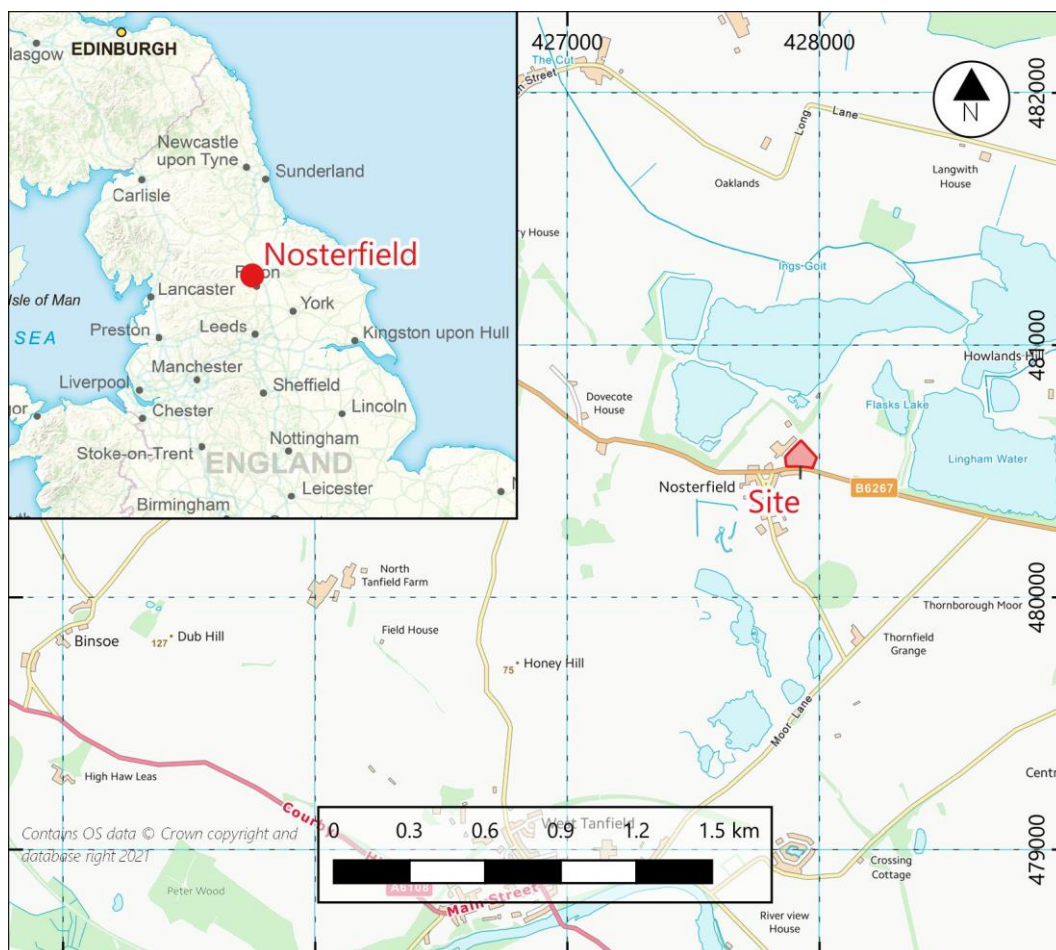 EDINBURGH
lasgow
Newcastle
upon Tyne
Sunderland
Carlisle
Nosterfield
Lancaster
Isle of Man
York
SEA
Preston
Leeds
Kingston upon Hull
Manchester
Liverpool
Sheffield
Chester
Lincoln
Stoke-on-Trent
Nottingham
ENGLAND
Leicester
Birmingham
427000
428000
The Cut
Street
N
482000
Long
Lane
Oaklands
Langwith
House
ry House
Ings Goit
481000
Howlands Hill
Dovecote
House
4
Flasks Lake
Lingham Water
Nosterfield
Site
B6267
480000
North
Tanfield Farm
Thornborough Moor
Binsoe
127
Dub Hill
Field House
Thornfield
Grange
75
Honey Hill
Moor Lane
High Haw Leas
Centr
Contains OS data © Crown copyright and
database right 2021
West Tanfield
0 0.3 0.6 0.9 1.2 1.5 km
479000
A6108
Main Street
Crossing
Cottage
Peter Wood
River view
House